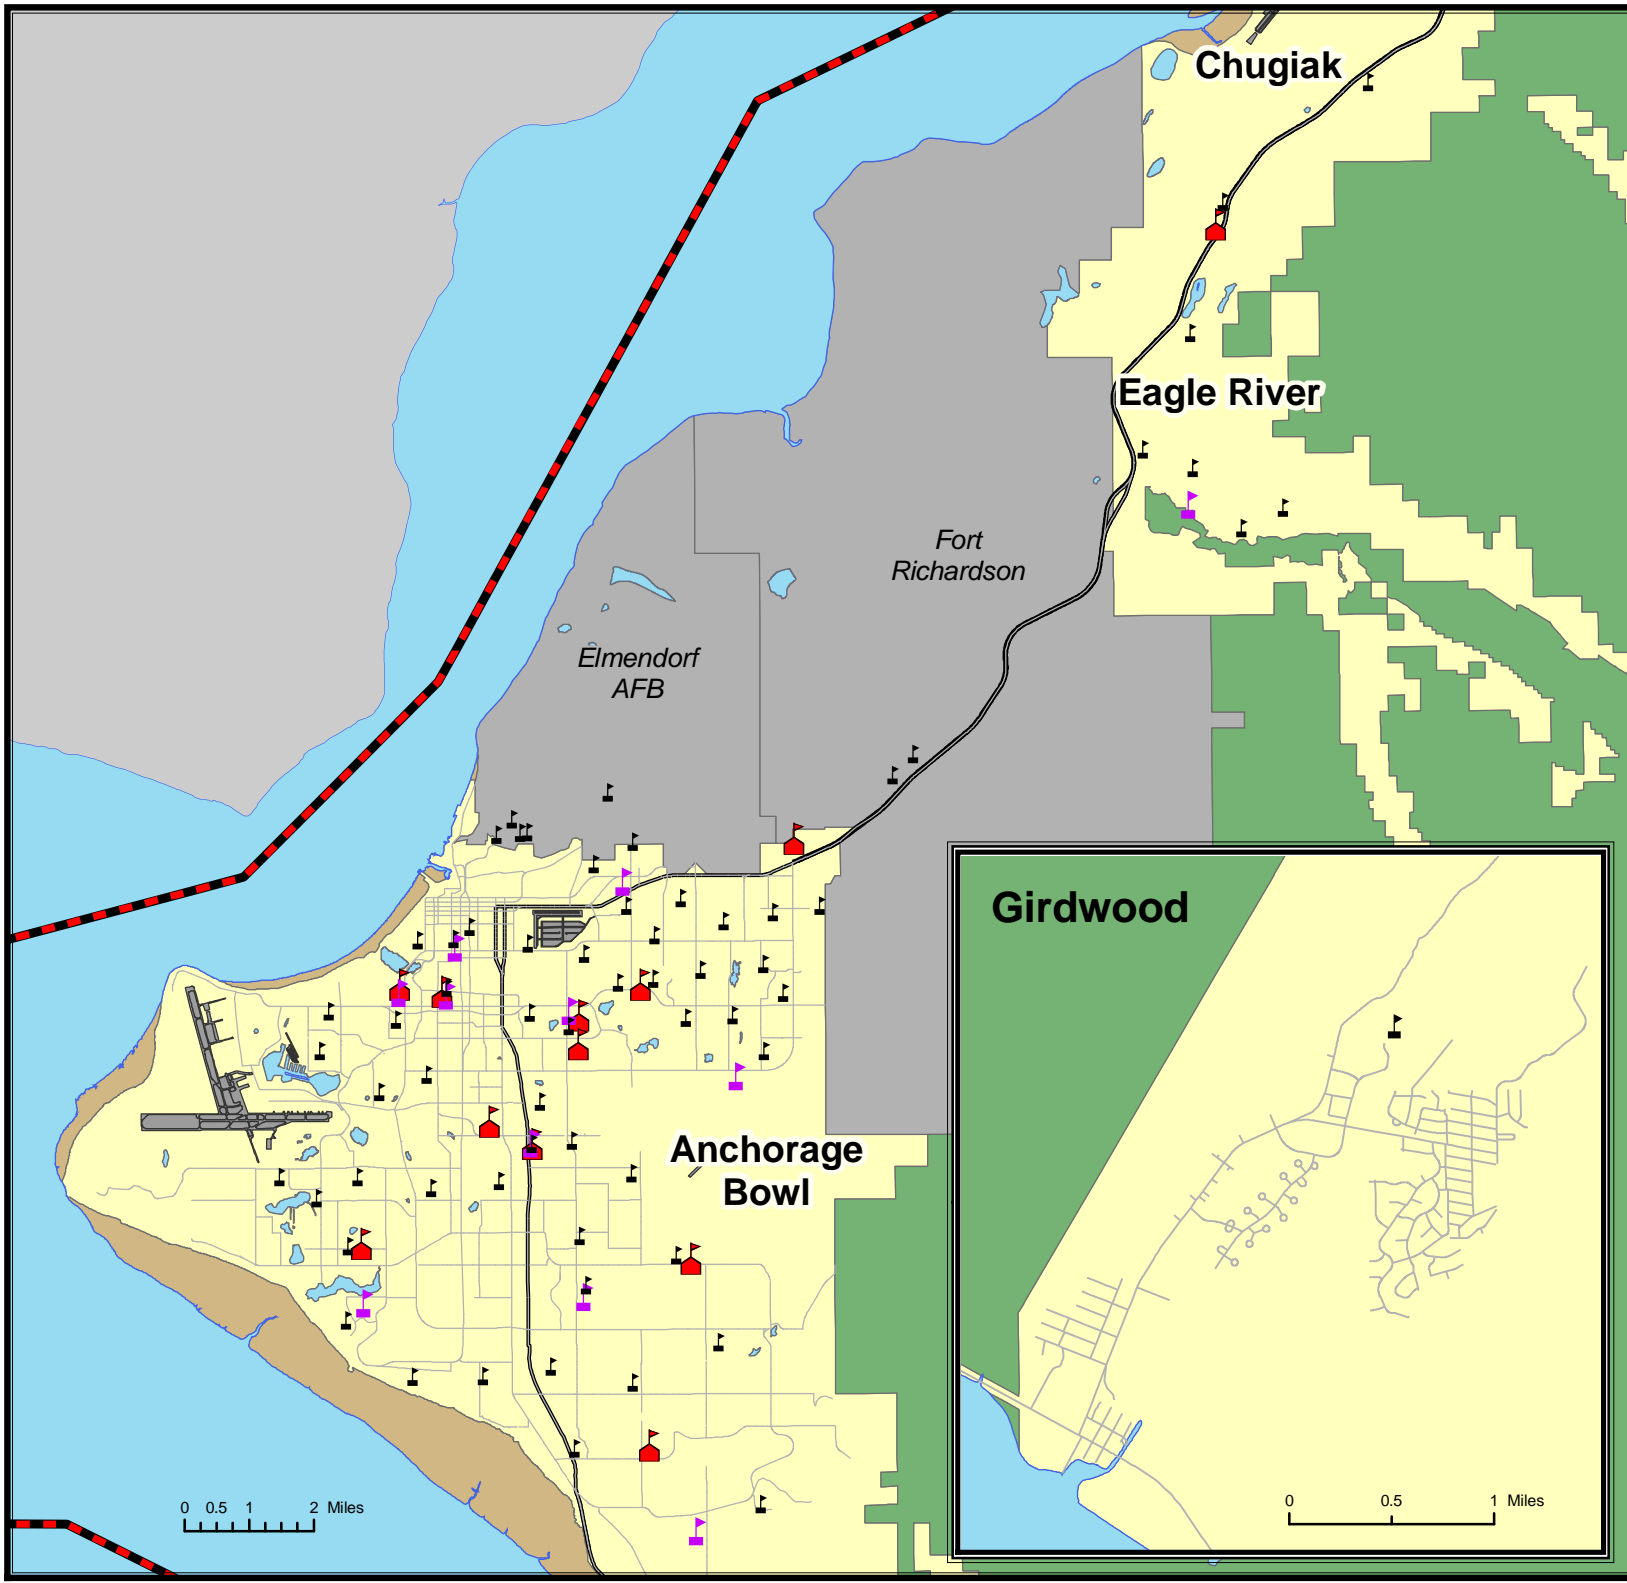 Chugiak
Eagle River
Fort
Richardson
Elmendorf
AFB
Girdwood
Anchorage
Bowl
0 0.5 1 2 Miles
0 0.5 1 Miles